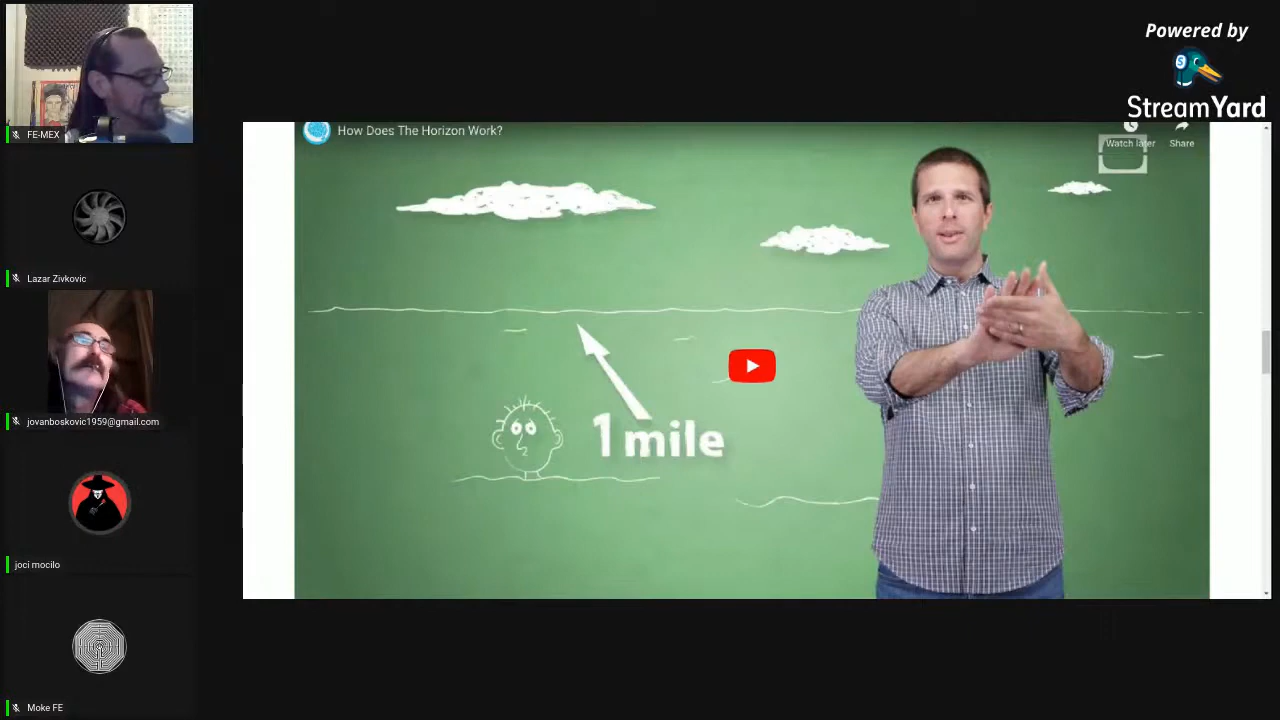 Powered by
StreamYard
FE-MEX
Lazar Zivkovic
jovanboskovic1959@gmail.com
joci mocilo
Moke FE
How Does The Horizon Work?
Watch later
Share
1 mile